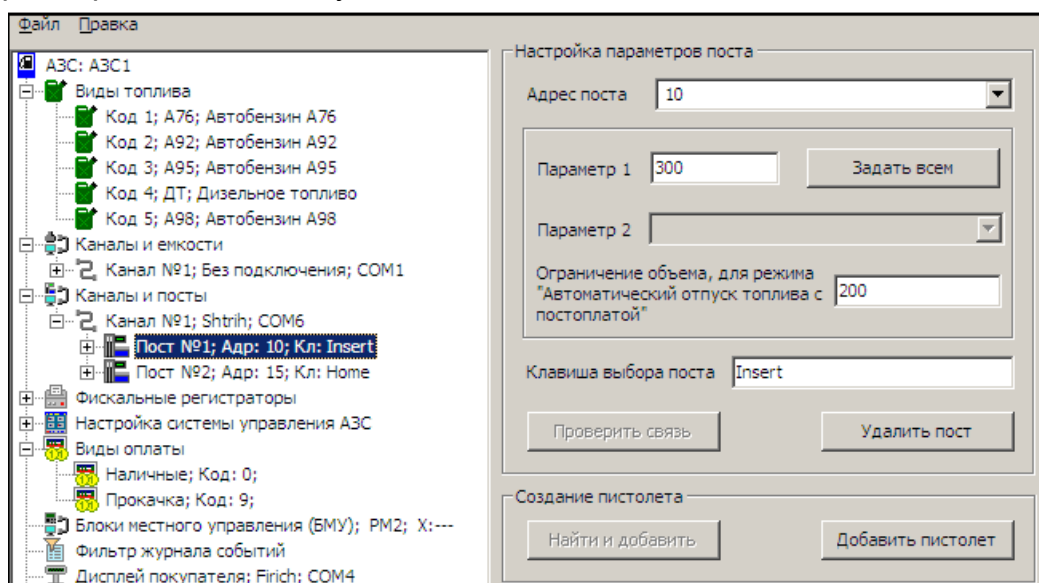 Файл Правка
АЗС: АЗС1
Виды топлива
Код 1; А76; Автобензин А76
Код 2; А92; Автобензин А92
Код 3; А95; Автобензин А95
Код 4; ДТ; Дизельное топливо
Код 5; А98; Автобензин А98
Каналы и емкости
Канал №1; Без подключения; COM1
Каналы и посты
Канал №1; Shtrih; COM6
Пост №1; Адр: 10; Кл: Insert
Пост №2; Адр: 15; Кл: Home
Фискальные регистраторы
Настройка системы управления АЗС
Виды оплаты
Наличные; Код: 0;
Прокачка; Код: 9;
Блоки местного управления (БМУ); РМ2; X:---
Фильтр журнала событий
Дисплей покупателя; Firich; COM4
Настройка параметров поста
Адрес поста 10
Параметр 1 300 Задать всем
Параметр 2
Ограничение объема, для режима
"Автоматический отпуск топлива с 200
постоплатой"
Клавиша выбора поста Insert
Проверить связь Удалить пост
Создание пистолета
Найти и добавить Добавить пистолет